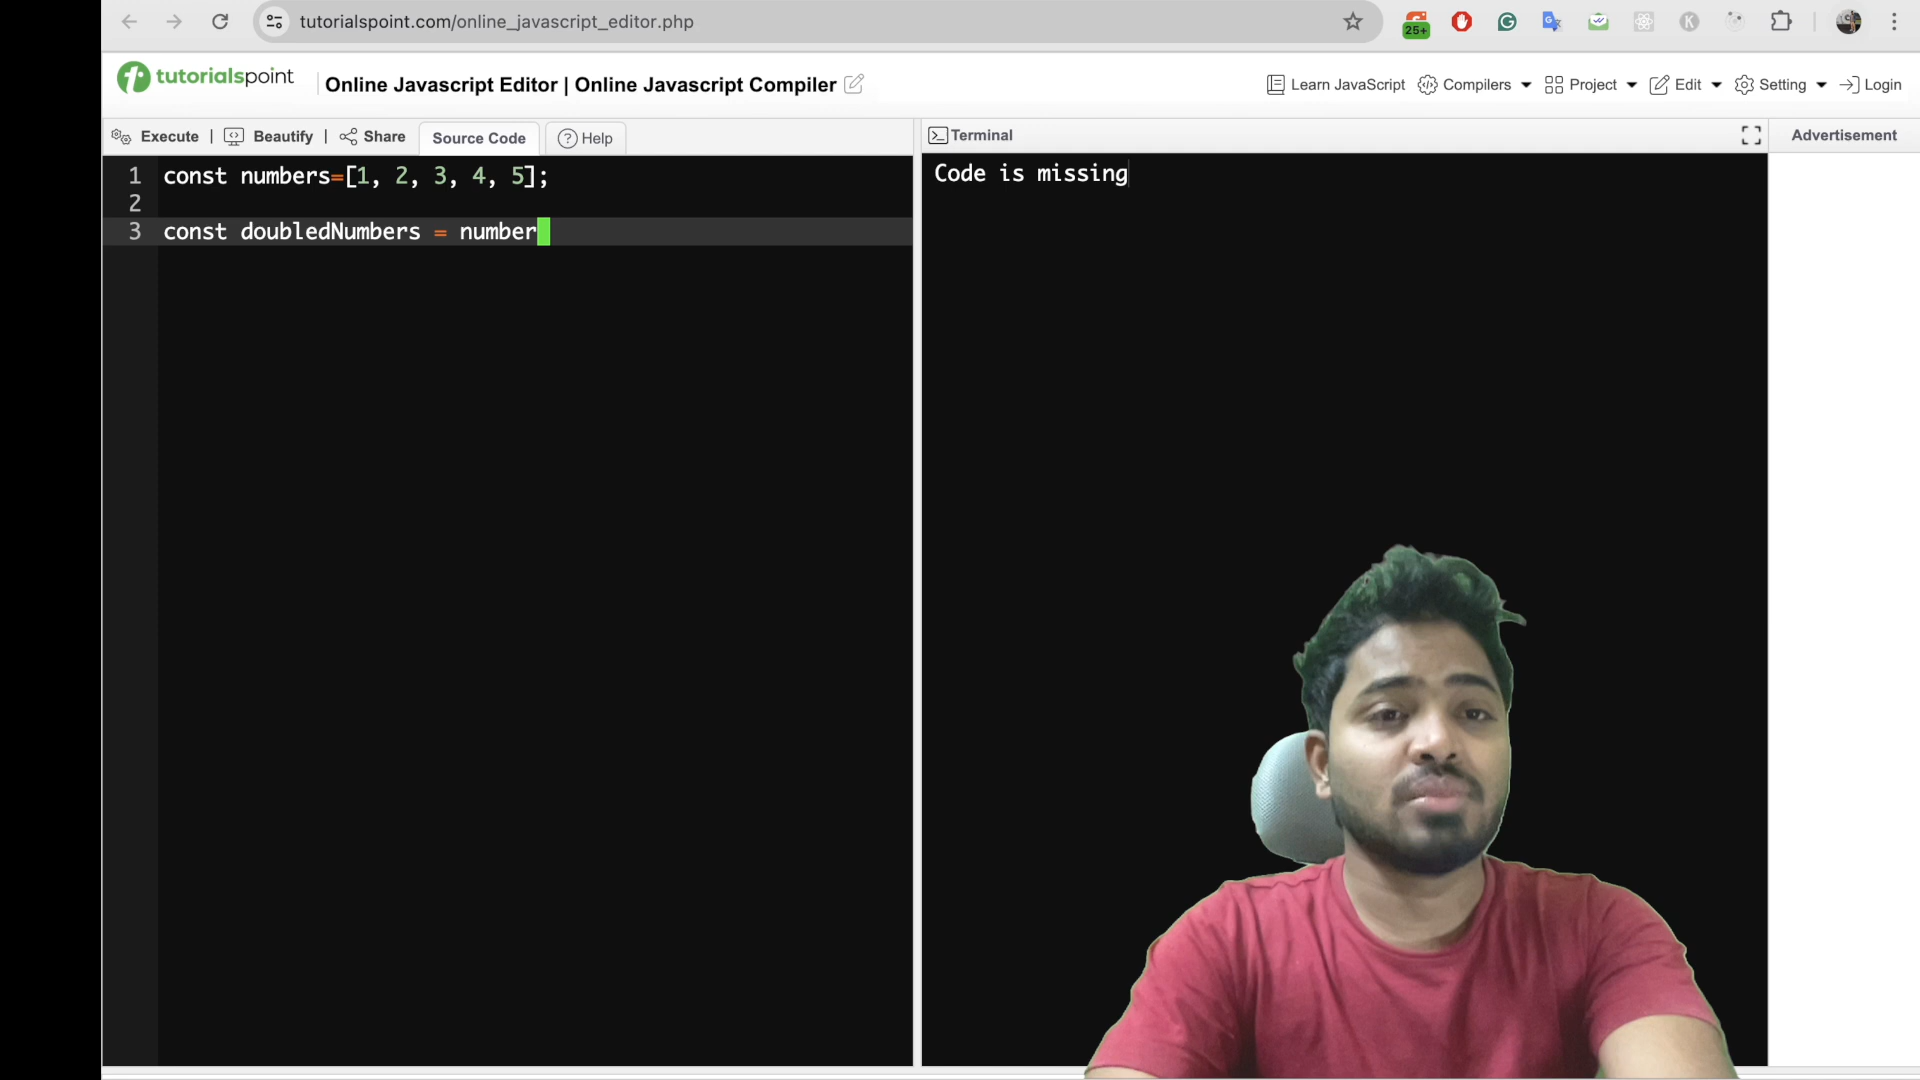 tutorialspoint.com/online_javascript_editor.php
25+
K
tutorialspoint
Online Javascript Editor | Online Javascript Compiler
Learn JavaScript
Compilers
Project
Edit
Setting
Login
Execute | Beautify | Share
Source Code
Help
Terminal
Advertisement
1 const numbers=[1, 2, 3, 4, 5];
2
3 const doubledNumbers = number
Code is missing